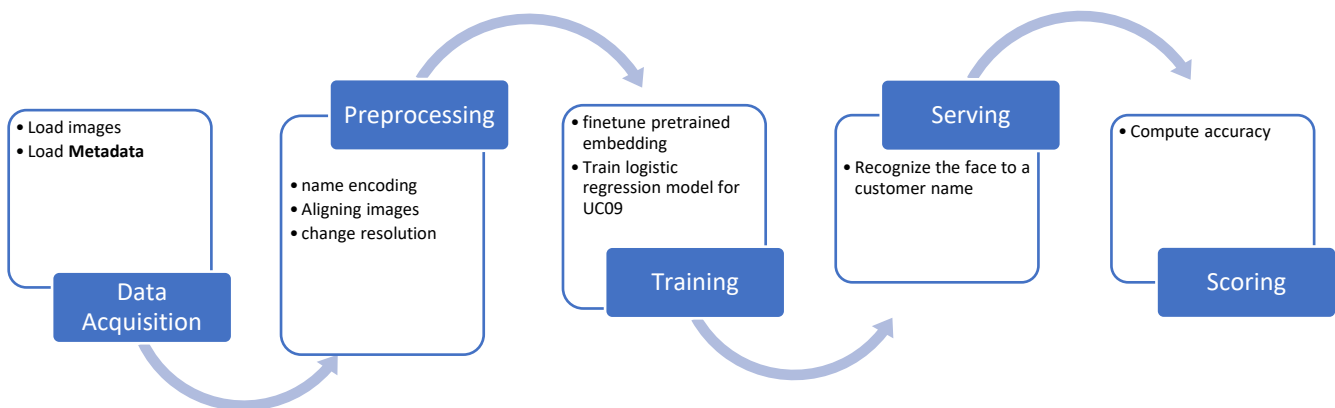 • Load images
• Load Metadata
Data
Acquisition
Preprocessing
• name encoding
• Aligning images
• change resolution
• finetune pretrained
embedding
• Train logistic
regression model for
UC09
Training
Serving
• Recognize the face to a
customer name
• Compute accuracy
Scoring